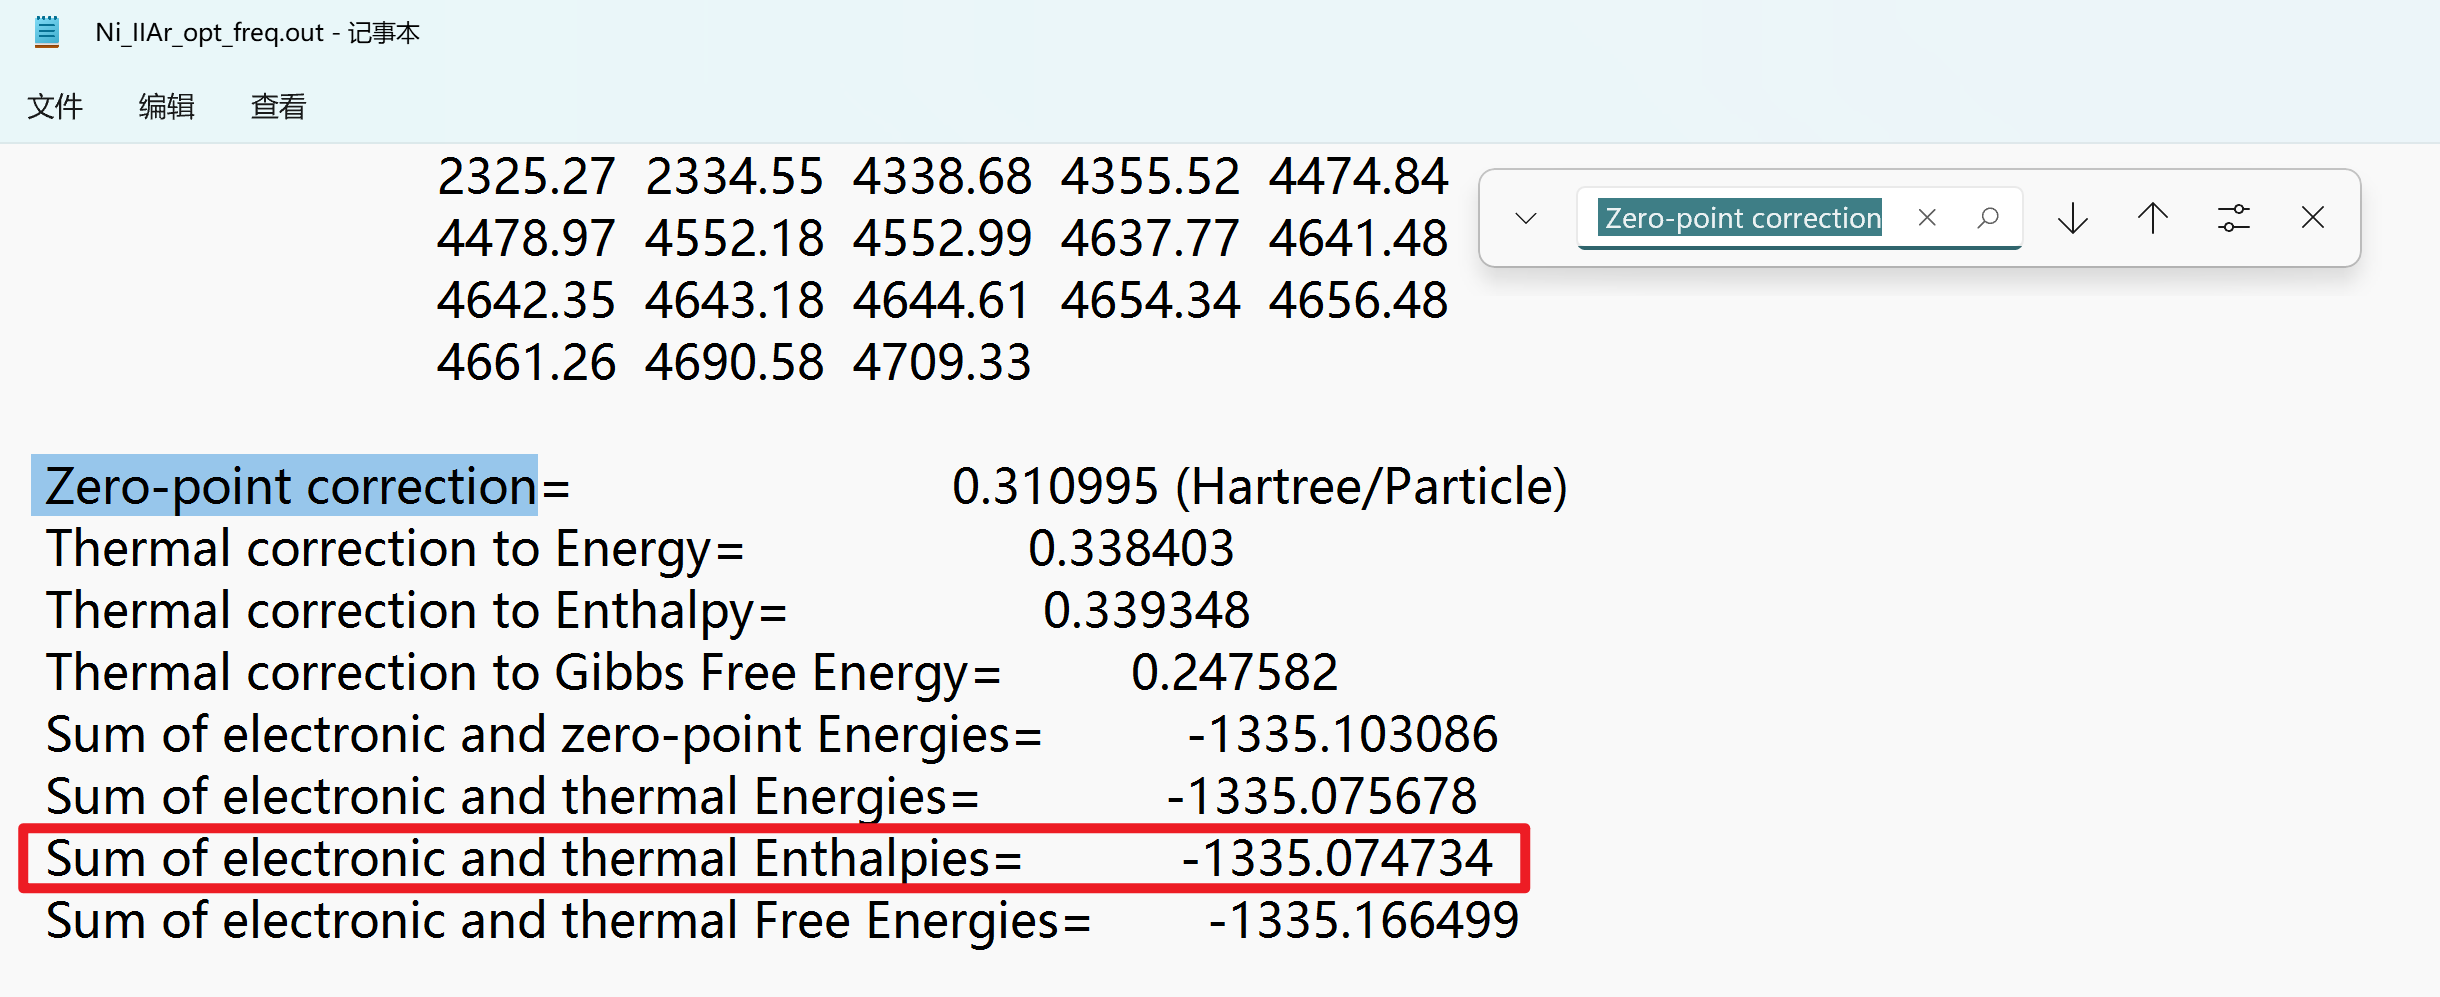 Ni_IIAr_opt_freq.out - 记事本
文件 编辑 查看
2325.27 2334.55 4338.68 4355.52 4474.84
Zero-point correction
4478.97 4552.18 4552.99 4637.77 4641.48
4642.35 4643.18 4644.61 4654.34 4656.48
4661.26 4690.58 4709.33
Zero-point correction= 0.310995 (Hartree/Particle)
Thermal correction to Energy= 0.338403
Thermal correction to Enthalpy= 0.339348
Thermal correction to Gibbs Free Energy= 0.247582
Sum of electronic and zero-point Energies= -1335.103086
Sum of electronic and thermal Energies= -1335.075678
Sum of electronic and thermal Enthalpies= -1335.074734
Sum of electronic and thermal Free Energies= -1335.166499